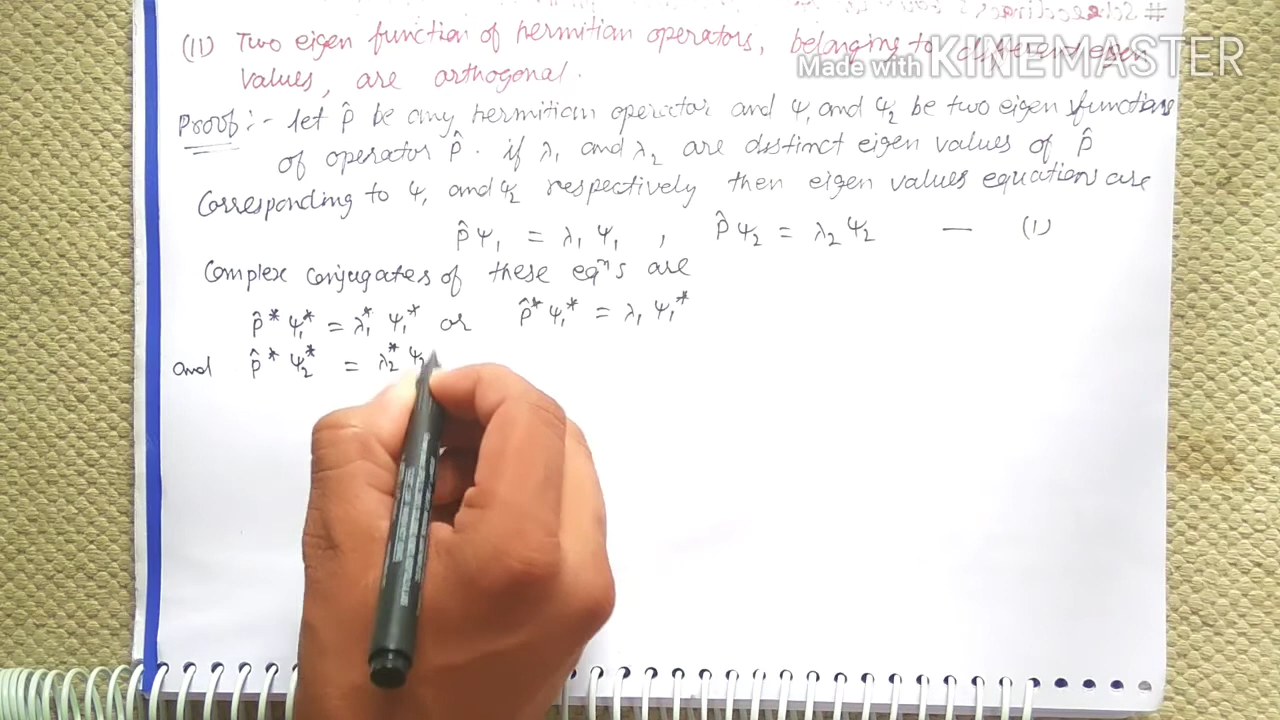 (11) Two eigen function of hermitian operators, belonging to different eigen
values, are orthogonal.
Made with KINEMASTER
Proof:- let P̂ be any hermitian operator and Ψ₁ and Ψ₂ be two eigen functions
of operator P̂. if λ₁ and λ₂ are distinct eigen values of P̂
Corresponding to Ψ₁ and Ψ₂ respectively then eigen values equations are
P̂Ψ₁ = λ₁Ψ₁, P̂Ψ₂ = λ₂Ψ₂ — (1)
Complex conjugates of these eqⁿs are
P̂*Ψ₁* = λ₁*Ψ₁* or P̂*Ψ₁* = λ₁Ψ₁*
and P̂*Ψ₂* = λ₂*Ψ₂